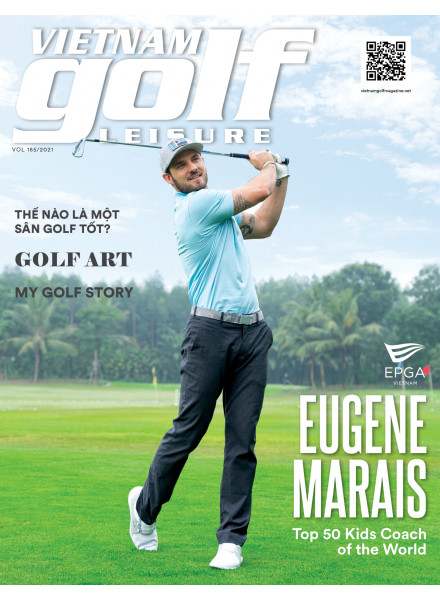 VIETNAM
golf
LEISURE
VOL 185/2021
vietnamgolfmagazine.net
THẾ NÀO LÀ MỘT
SÂN GOLF TỐT?
GOLF ART
MY GOLF STORY
EPGA
VIETNAM
EUGENE
MARAIS
Top 50 Kids Coach
of the World